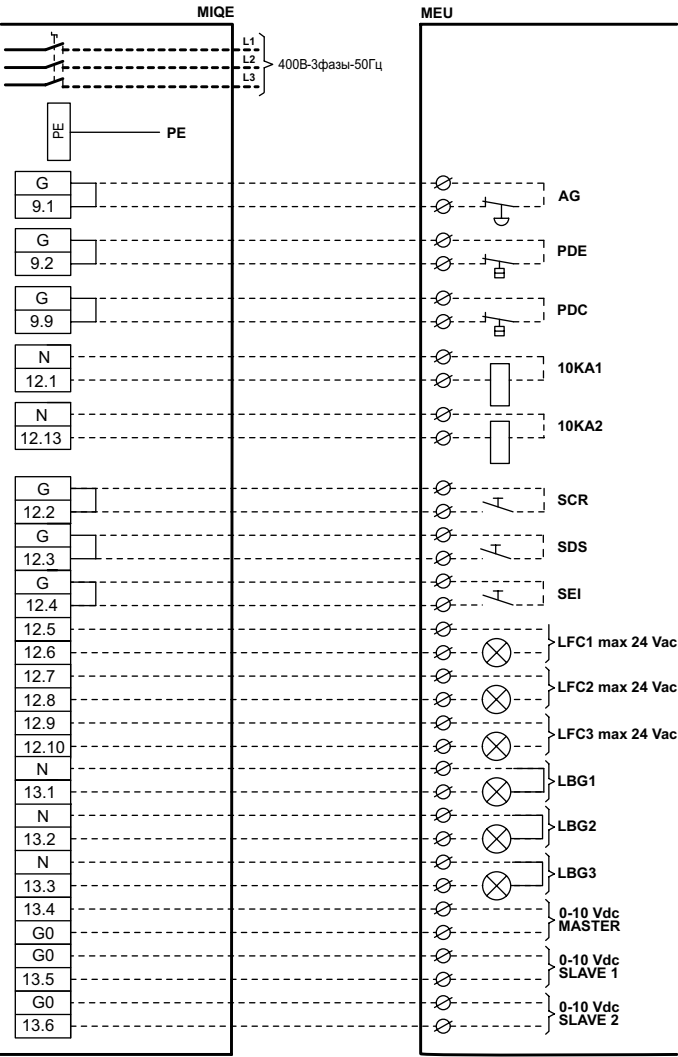 MIQE MEU
L1
L2
L3
400В-3фазы-50Гц
PE PE
G
9.1
AG
G
9.2
PDE
G
9.9
PDC
N
12.1
10KA1
N
12.13
10KA2
G
12.2
SCR
G
12.3
SDS
G
12.4
SEI
12.5
12.6
LFC1 max 24 Vac
12.7
12.8
LFC2 max 24 Vac
12.9
12.10
LFC3 max 24 Vac
N
13.1
LBG1
N
13.2
LBG2
N
13.3
LBG3
13.4
G0
0-10 Vdc
MASTER
G0
13.5
0-10 Vdc
SLAVE 1
G0
13.6
0-10 Vdc
SLAVE 2